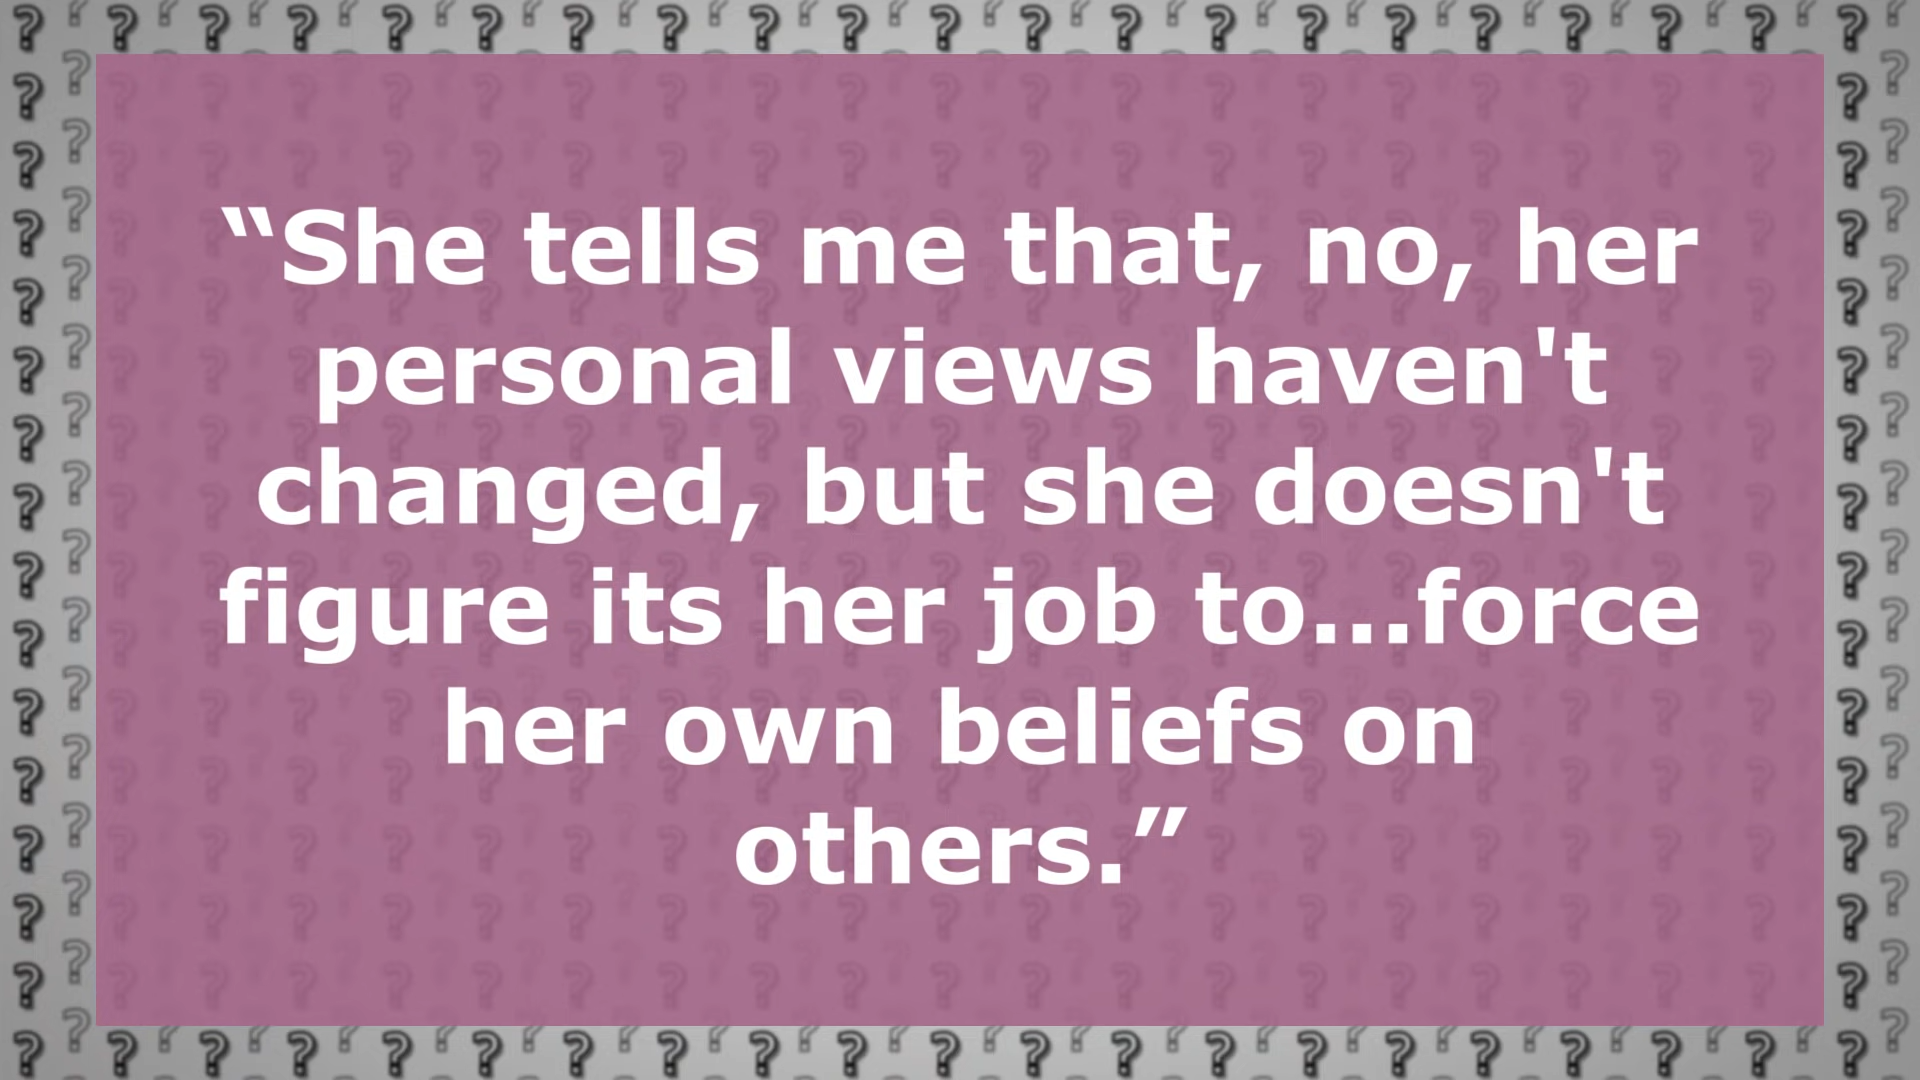 “She tells me that, no, her
personal views haven't
changed, but she doesn't
figure its her job to...force
her own beliefs on
others.”